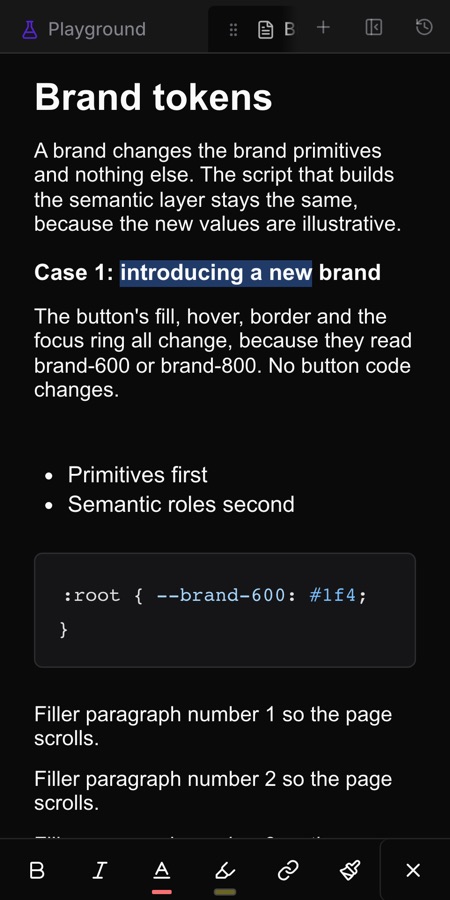 Playground
B
Brand tokens
A brand changes the brand primitives
and nothing else. The script that builds
the semantic layer stays the same,
because the new values are illustrative.
Case 1: introducing a new brand
The button's fill, hover, border and the
focus ring all change, because they read
brand-600 or brand-800. No button code
changes.
• Primitives first
• Semantic roles second
:root { --brand-600: #1f4;
}
Filler paragraph number 1 so the page
scrolls.
Filler paragraph number 2 so the page
scrolls.
B I A